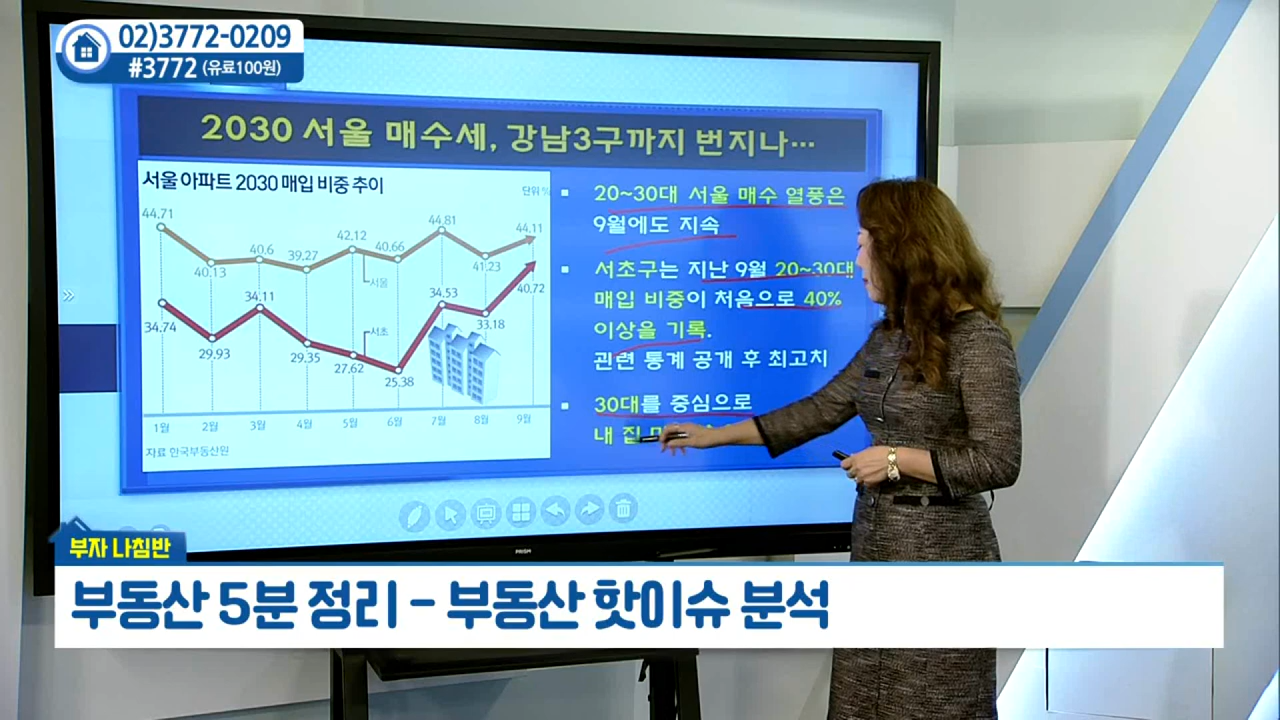 02)3772-0209
#3772 (유료100원)
2030 서울 매수세, 강남3구까지 번지나…
서울 아파트 2030 매입 비중 추이
단위 %
44.71
40.13
40.6
39.27
42.12
40.66
44.81
41.23
44.11
서울
34.74
29.93
34.11
29.35
27.62
25.38
34.53
33.18
40.72
서초
1월 2월 3월 4월 5월 6월 7월 8월 9월
자료 한국부동산원
20~30대 서울 매수 열풍은
9월에도 지속
서초구는 지난 9월 20~30대
매입 비중이 처음으로 40%
이상을 기록.
관련 통계 공개 후 최고치
30대를 중심으로
내 집
PRISM
부자 나침반
부동산 5분 정리 - 부동산 핫이슈 분석